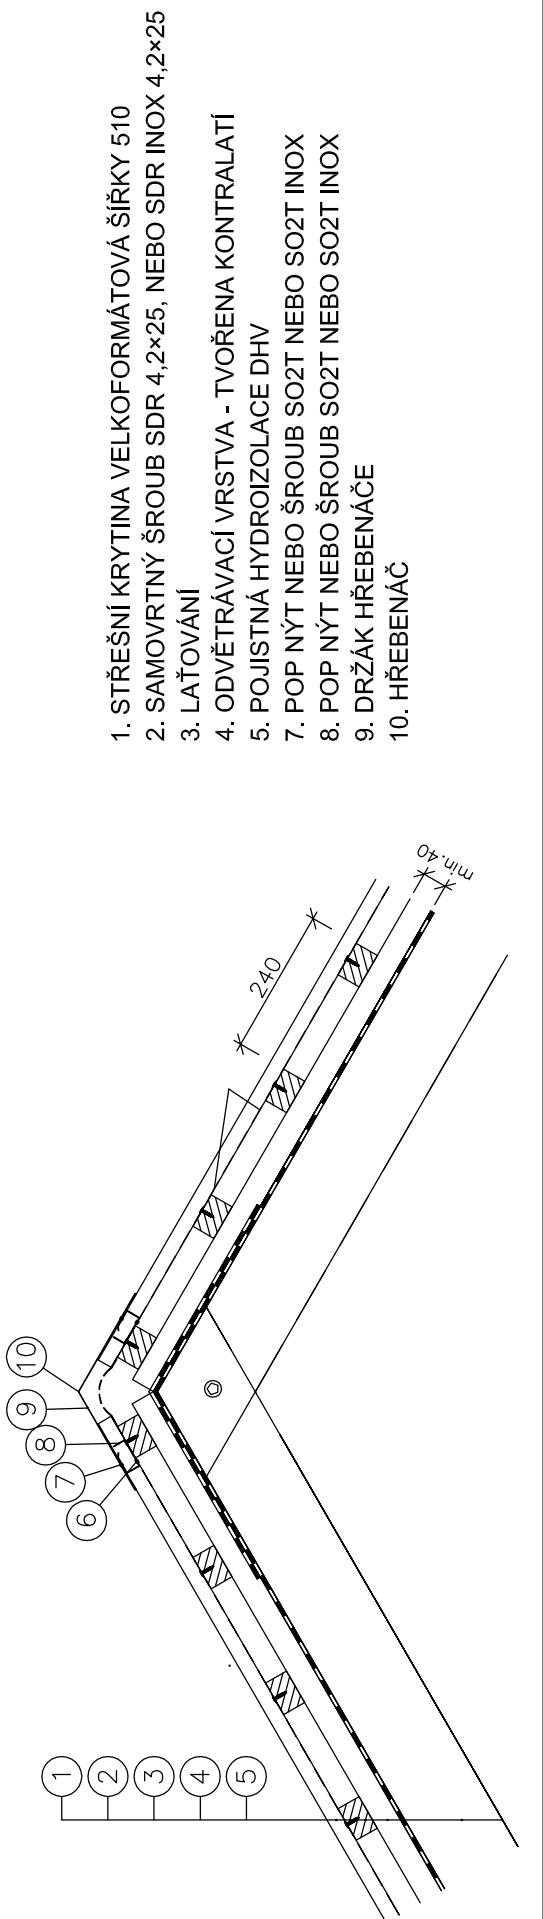 1. STŘEŠNÍ KRYTINA VELKOFORMÁTOVÁ ŠÍŘKY 510
2. SAMOVRTNÝ ŠROUB SDR 4,2×25, NEBO SDR INOX 4,2×25
3. LAŤOVÁNÍ
4. ODVĚTRÁVACÍ VRSTVA - TVOŘENA KONTRALATÍ
5. POJISTNÁ HYDROIZOLACE DHV
7. POP NÝT NEBO ŠROUB SO2T NEBO SO2T INOX
8. POP NÝT NEBO ŠROUB SO2T NEBO SO2T INOX
9. DRŽÁK HŘEBENÁČE
10. HŘEBENÁČ
1
2
3
4
5
6
7
8
9
10
240
min.40